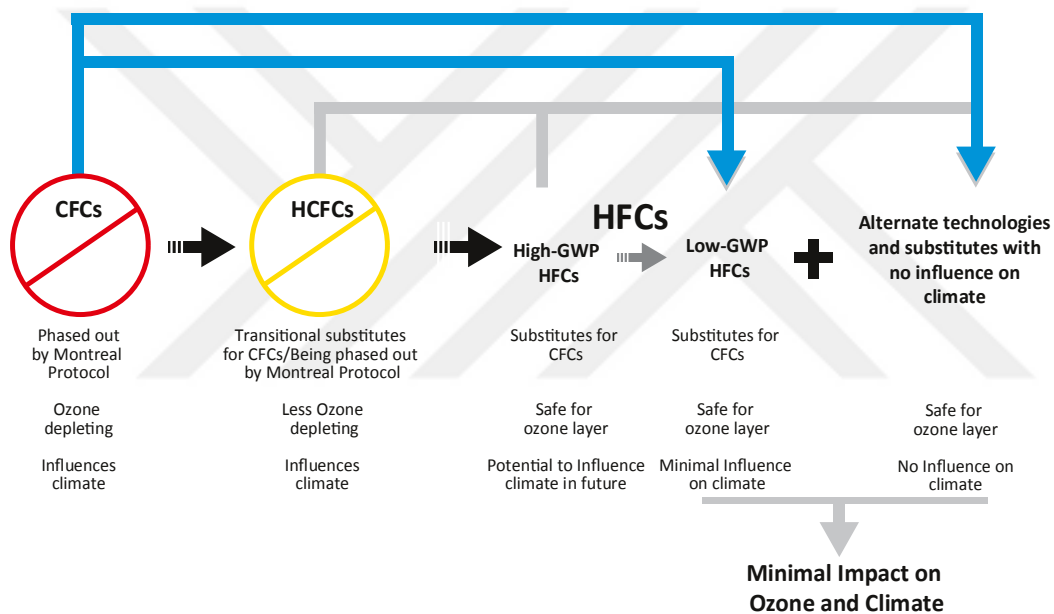 CFCs
HCFCs
HFCs
High-GWP
HFCs
Low-GWP
HFCs
Alternate technologies
and substitutes with
no influence on
climate
Phased out
by Montreal
Protocol
Transitional substitutes
for CFCs/Being phased out
by Montreal Protocol
Substitutes for
CFCs
Substitutes for
CFCs
Ozone
depleting
Less Ozone
depleting
Safe for
ozone layer
Safe for
ozone layer
Safe for
ozone layer
Influences
climate
Influences
climate
Potential to Influence
climate in future
Minimal Influence
on climate
No Influence on
climate
Minimal Impact on
Ozone and Climate